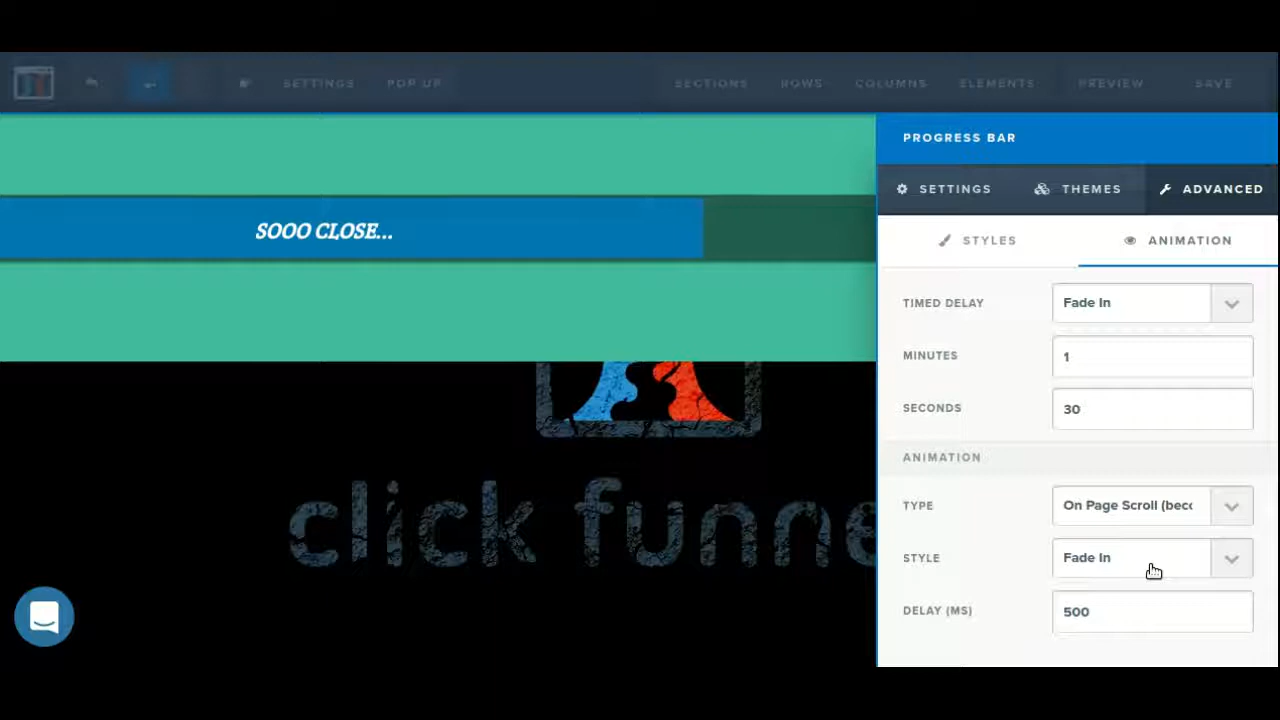 SETTINGS POP UP SECTIONS ROWS COLUMNS ELEMENTS PREVIEW SAVE
PROGRESS BAR
SETTINGS THEMES ADVANCED
STYLES ANIMATION
SOOO CLOSE...
TIMED DELAY Fade In
MINUTES 1
SECONDS 30
ANIMATION
TYPE On Page Scroll (becc
STYLE Fade In
DELAY (MS) 500
click funne